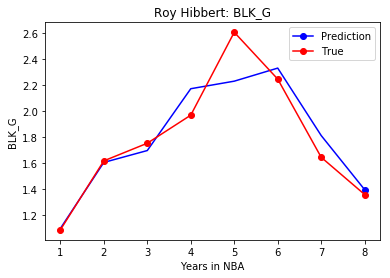 Roy Hibbert: BLK_G
Prediction
True
BLK_G
2.6
2.4
2.2
2.0
1.8
1.6
1.4
1.2
1 2 3 4 5 6 7 8
Years in NBA